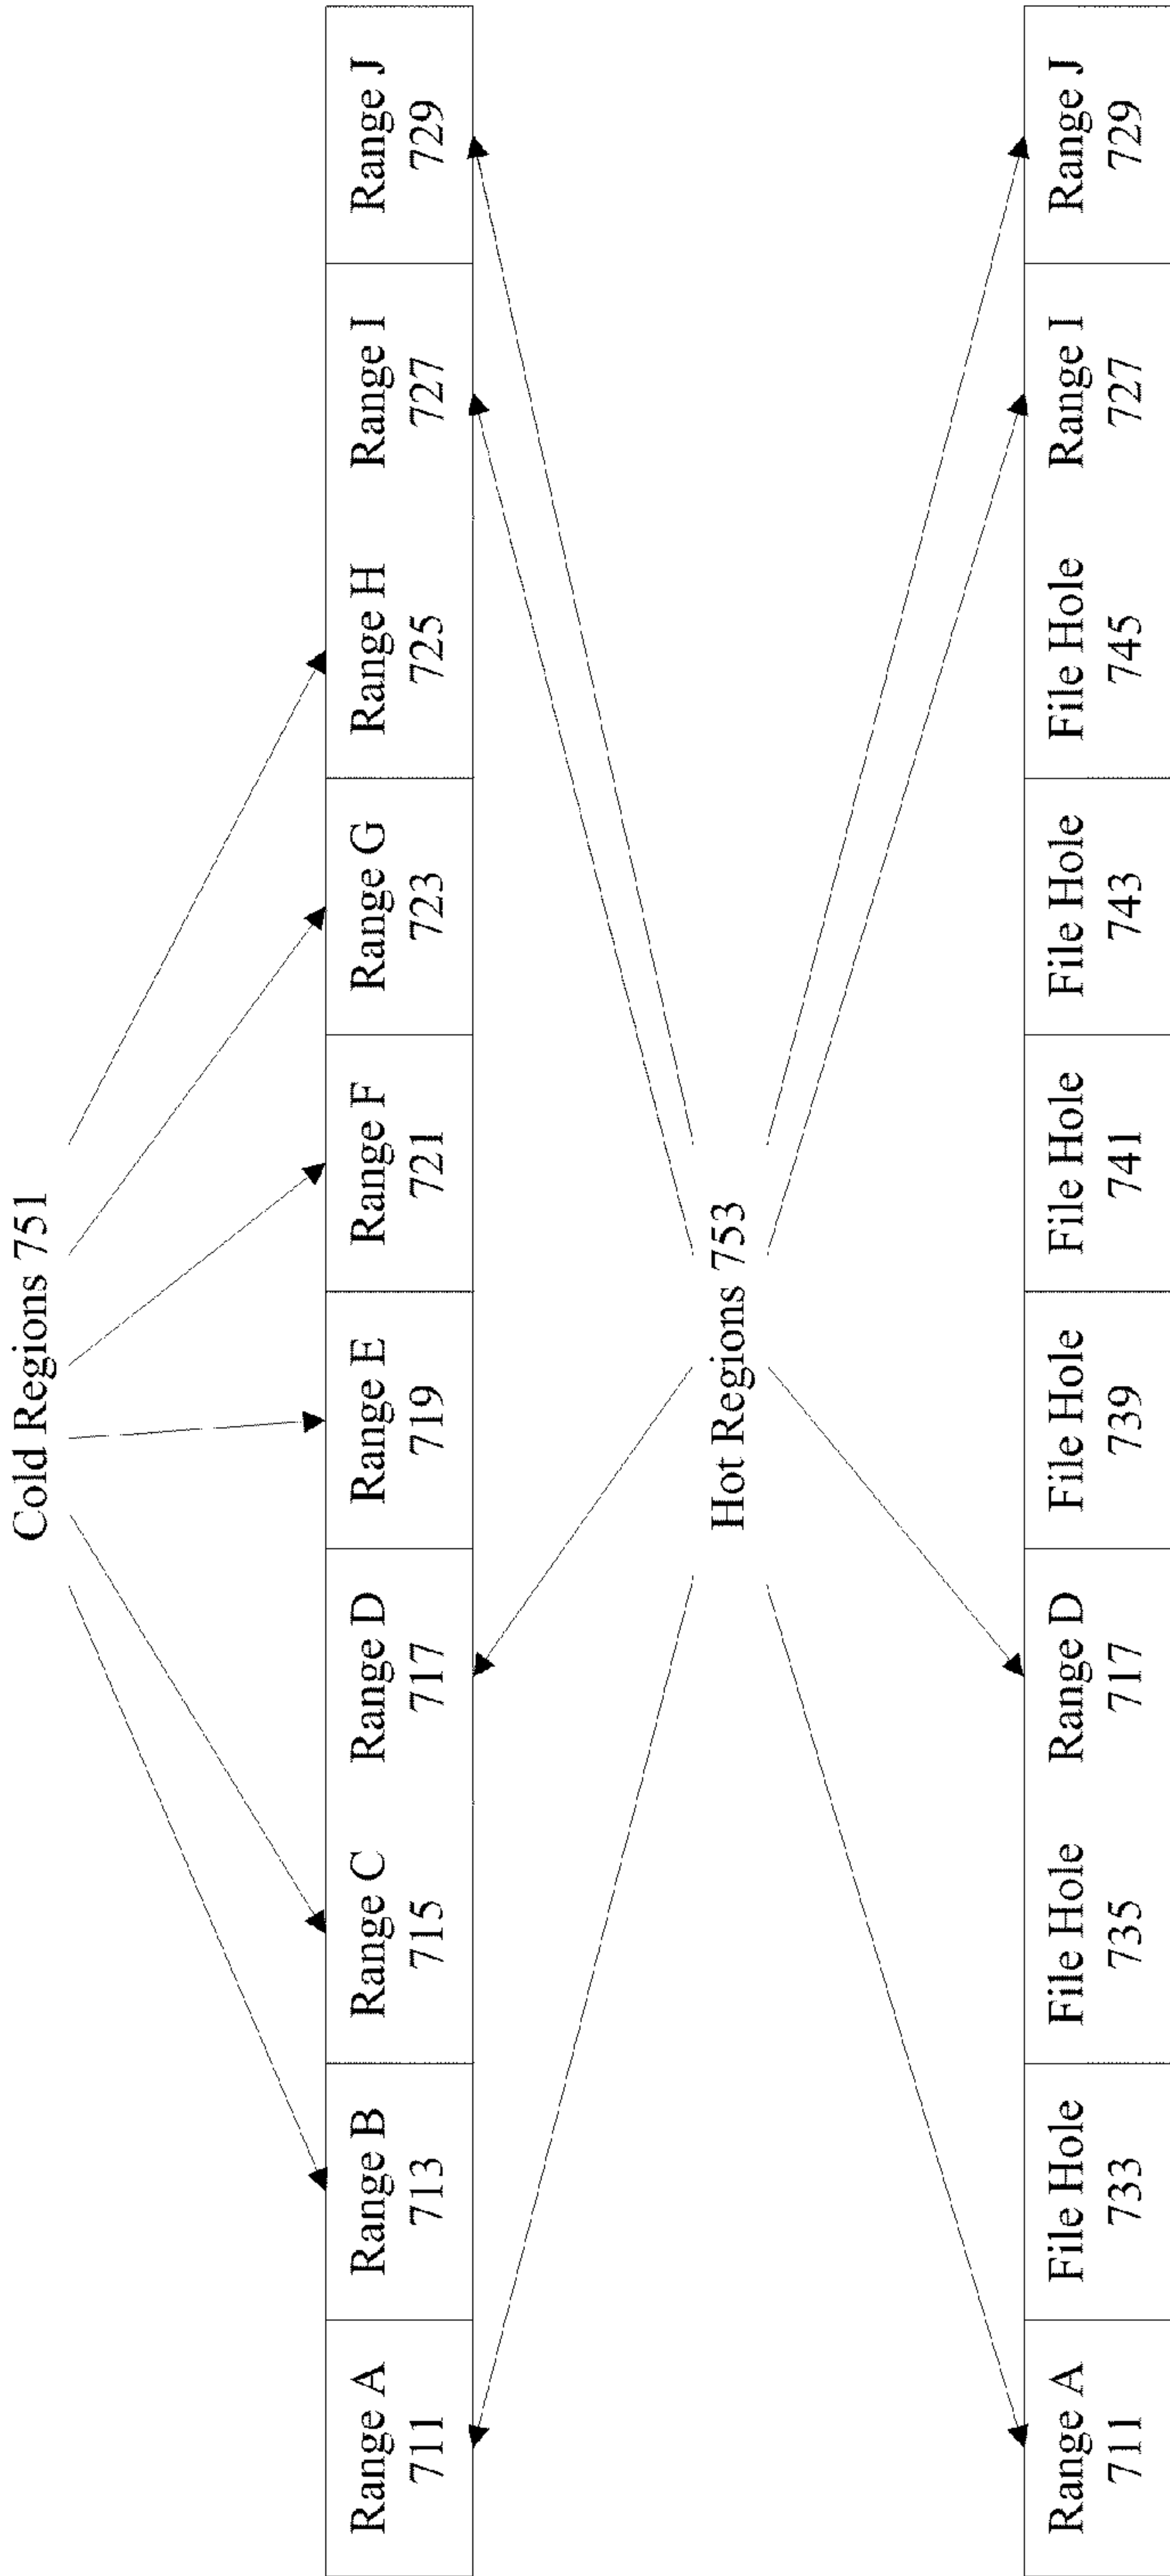 Cold Regions 751
Range A
711
Range B
713
Range C
715
Range D
717
Range E
719
Range F
721
Range G
723
Range H
725
Range I
727
Range J
729
Hot Regions 753
Range A
711
File Hole
733
File Hole
735
Range D
717
File Hole
739
File Hole
741
File Hole
743
File Hole
745
Range I
727
Range J
729